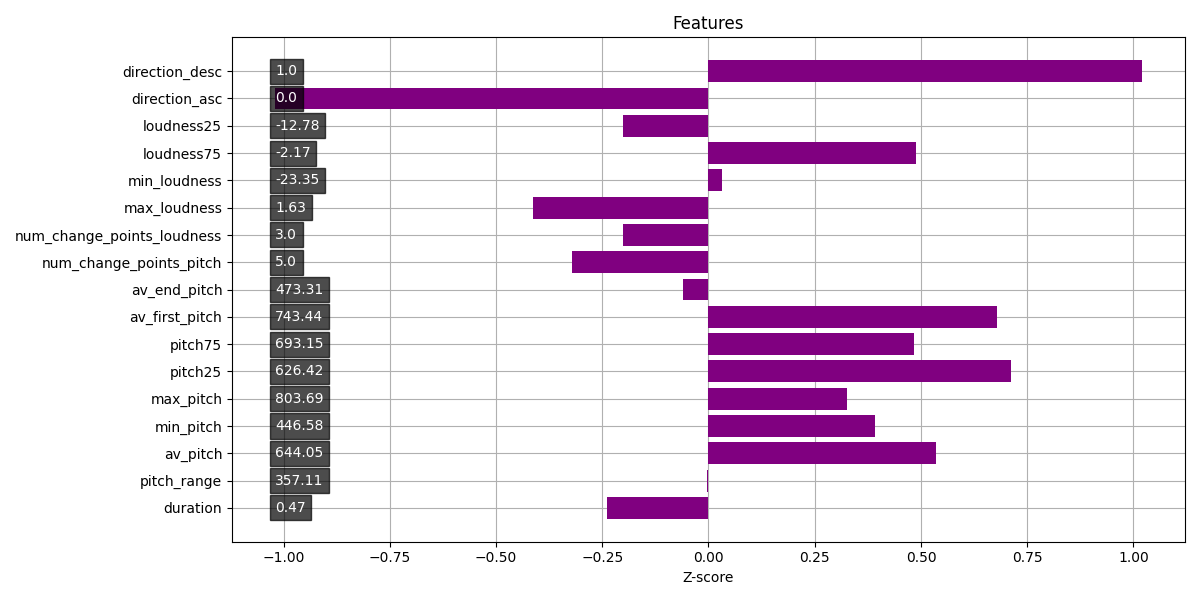 Features
direction_desc 1.0
direction_asc 0.0
loudness25 -12.78
loudness75 -2.17
min_loudness -23.35
max_loudness 1.63
num_change_points_loudness 3.0
num_change_points_pitch 5.0
av_end_pitch 473.31
av_first_pitch 743.44
pitch75 693.15
pitch25 626.42
max_pitch 803.69
min_pitch 446.58
av_pitch 644.05
pitch_range 357.11
duration 0.47
−1.00 −0.75 −0.50 −0.25 0.00 0.25 0.50 0.75 1.00
Z-score